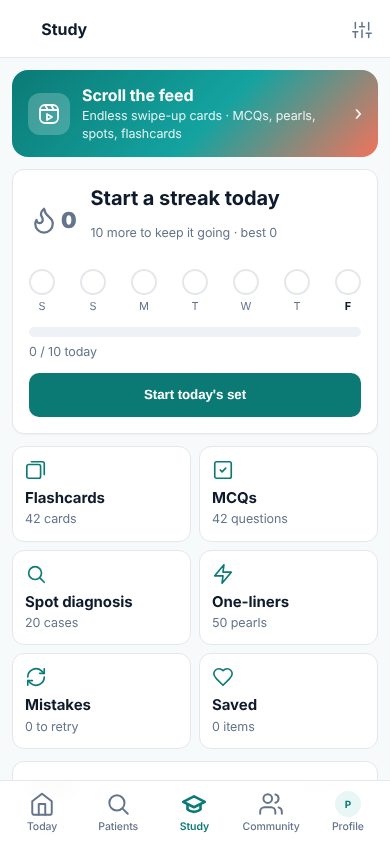 Study
Scroll the feed
Endless swipe-up cards · MCQs, pearls,
spots, flashcards
0
Start a streak today
10 more to keep it going · best 0
S S M T W T F
0 / 10 today
Start today's set
Flashcards
42 cards
MCQs
42 questions
Spot diagnosis
20 cases
One-liners
50 pearls
Mistakes
0 to retry
Saved
0 items
P
Today Patients Study Community Profile